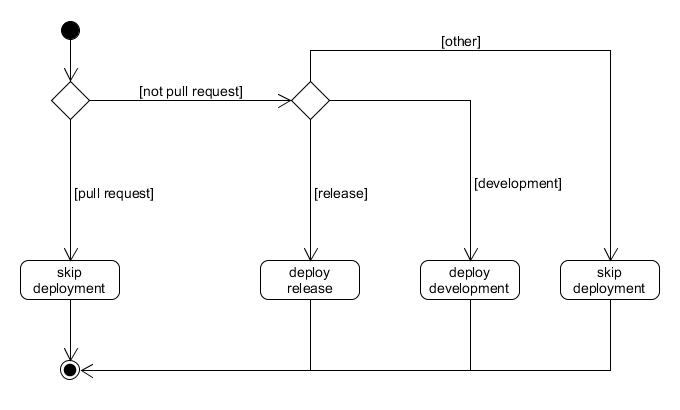 [other]
[not pull request]
[pull request]
[release]
[development]
skip
deployment
deploy
release
deploy
development
skip
deployment